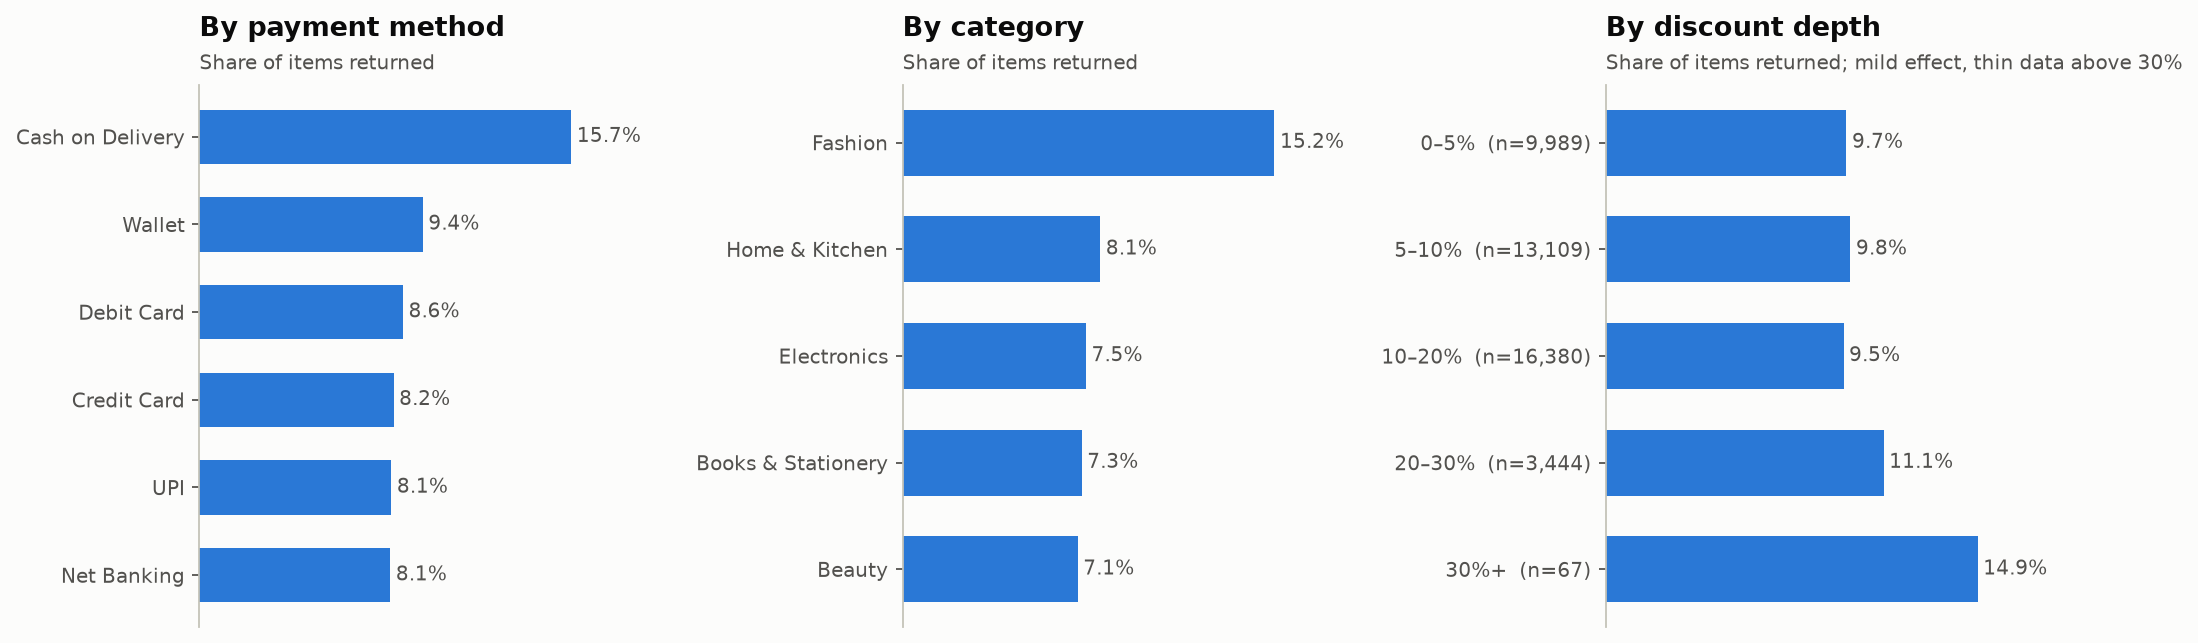 By payment method
Share of items returned
Cash on Delivery 15.7%
Wallet 9.4%
Debit Card 8.6%
Credit Card 8.2%
UPI 8.1%
Net Banking 8.1%
By category
Share of items returned
Fashion 15.2%
Home & Kitchen 8.1%
Electronics 7.5%
Books & Stationery 7.3%
Beauty 7.1%
By discount depth
Share of items returned; mild effect, thin data above 30%
0–5% (n=9,989) 9.7%
5–10% (n=13,109) 9.8%
10–20% (n=16,380) 9.5%
20–30% (n=3,444) 11.1%
30%+ (n=67) 14.9%